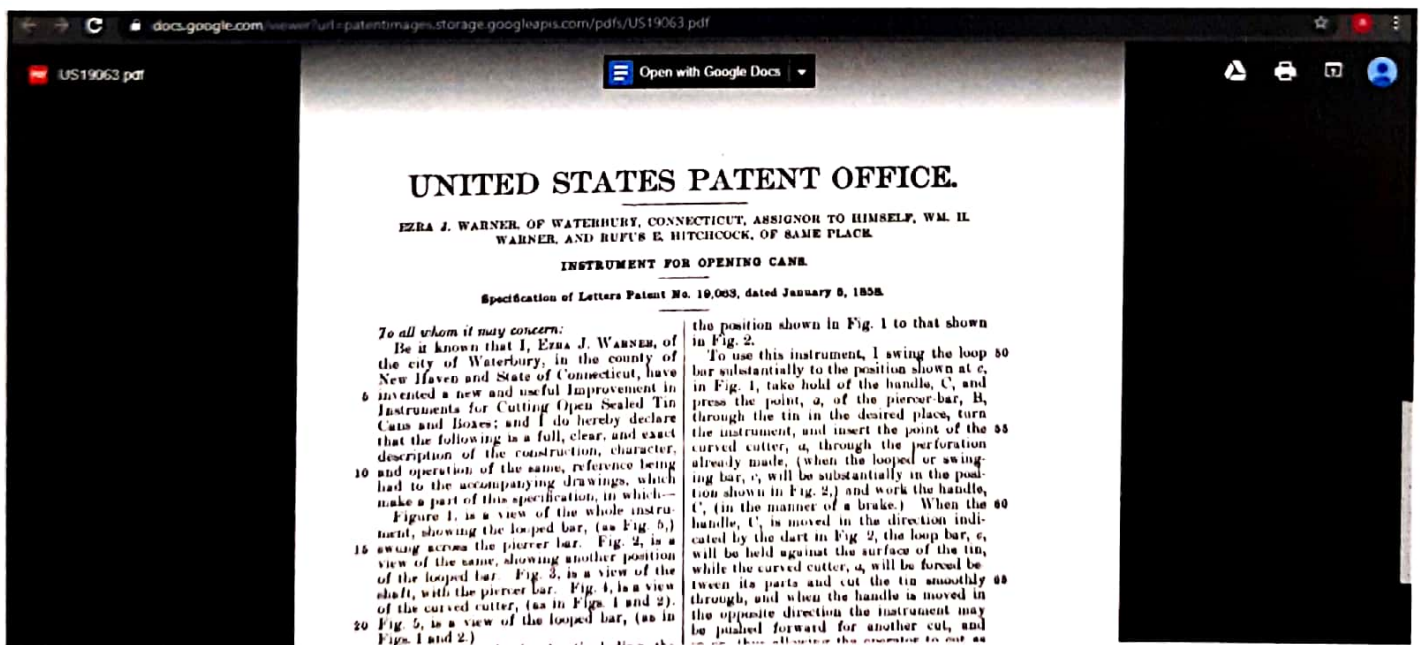 docs.google.com/viewer?url=patentimages.storage.googleapis.com/pdfs/US19063.pdf
US19063.pdf
Open with Google Docs
UNITED STATES PATENT OFFICE.
EZRA J. WARNER, OF WATERBURY, CONNECTICUT, ASSIGNOR TO HIMSELF, WM. H.
WARNER, AND RUFUS E. HITCHCOCK, OF SAME PLACE.
INSTRUMENT FOR OPENING CANS.
Specification of Letters Patent No. 19,063, dated January 5, 1858.
To all whom it may concern:
Be it known that I, EZRA J. WARNER, of
the city of Waterbury, in the county of
New Haven and State of Connecticut, have
5 invented a new and useful Improvement in
Instruments for Cutting Open Sealed Tin
Cans and Boxes; and I do hereby declare
that the following is a full, clear, and exact
description of the construction, character,
10 and operation of the same, reference being
had to the accompanying drawings, which
make a part of this specification, in which—
Figure 1, is a view of the whole instru-
ment, showing the looped bar, (as Fig. 5,)
15 swung across the piercer bar. Fig. 2, is a
view of the same, showing another position
of the looped bar. Fig. 3, is a view of the
shaft, with the piercer bar. Fig. 4, is a view
of the curved cutter, (as in Figs. 1 and 2).
20 Fig. 5, is a view of the looped bar, (as in
Figs. 1 and 2.)
the position shown in Fig. 1 to that shown
in Fig. 2.
To use this instrument, I swing the loop 50
bar substantially to the position shown at c,
in Fig. 1, take hold of the handle, C, and
press the point, a, of the piercer-bar, B,
through the tin in the desired place, turn
the instrument, and insert the point of the 55
curved cutter, a, through the perforation
already made, (when the looped or swing-
ing bar, c, will be substantially in the posi-
tion shown in Fig. 2,) and work the handle,
C, (in the manner of a brake.) When the 60
handle, C, is moved in the direction indi-
cated by the dart in Fig. 2, the loop bar, c,
will be held against the surface of the tin,
while the curved cutter, a, will be forced be-
tween its parts and cut the tin smoothly 65
through, and when the handle is moved in
the opposite direction the instrument may
be pushed forward for another cut, and
so on, thus allowing the operator to cut as